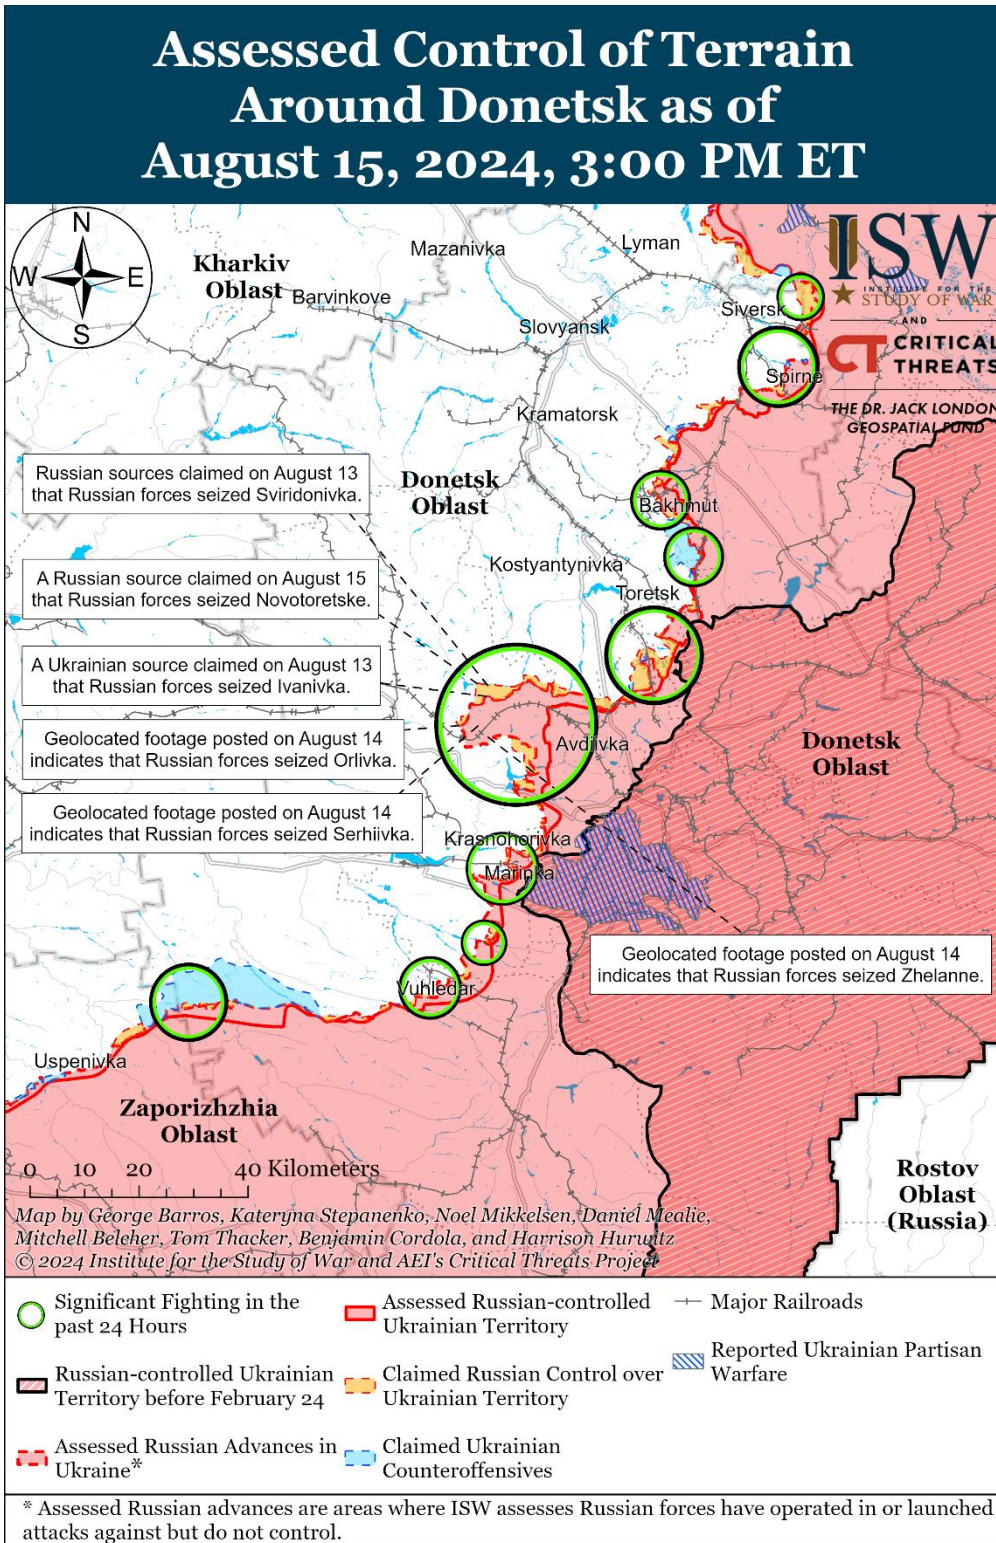 Assessed Control of Terrain
Around Donetsk as of
August 15, 2024, 3:00 PM ET
N
W
E
S
Kharkiv
Oblast
Mazanivka
Lyman
Barvinkove
Slovyansk
Siversk
ISW
INSTITUTE FOR THE
STUDY OF WAR
AND
CT CRITICAL
THREATS
THE DR. JACK LONDON
GEOSPATIAL FUND
Spirne
Kramatorsk
Donetsk
Oblast
Russian sources claimed on August 13
that Russian forces seized Sviridonivka.
Bakhmut
Kostyantynivka
A Russian source claimed on August 15
that Russian forces seized Novotoretske.
Toretsk
A Ukrainian source claimed on August 13
that Russian forces seized Ivanivka.
Geolocated footage posted on August 14
indicates that Russian forces seized Orlivka.
Avdiivka
Donetsk
Oblast
Geolocated footage posted on August 14
indicates that Russian forces seized Serhiivka.
Krasnohorivka
Marinka
Geolocated footage posted on August 14
indicates that Russian forces seized Zhelanne.
Vuhledar
Uspenivka
Zaporizhzhia
Oblast
Rostov
Oblast
(Russia)
0 10 20 40 Kilometers
Map by George Barros, Kateryna Stepanenko, Noel Mikkelsen, Daniel Mealie,
Mitchell Belcher, Tom Thacker, Benjamin Cordola, and Harrison Hurwitz
© 2024 Institute for the Study of War and AEI's Critical Threats Project
Significant Fighting in the
past 24 Hours
Russian-controlled Ukrainian
Territory before February 24
Assessed Russian Advances in
Ukraine*
Assessed Russian-controlled
Ukrainian Territory
Claimed Russian Control over
Ukrainian Territory
Claimed Ukrainian
Counteroffensives
Major Railroads
Reported Ukrainian Partisan
Warfare
* Assessed Russian advances are areas where ISW assesses Russian forces have operated in or launched
attacks against but do not control.